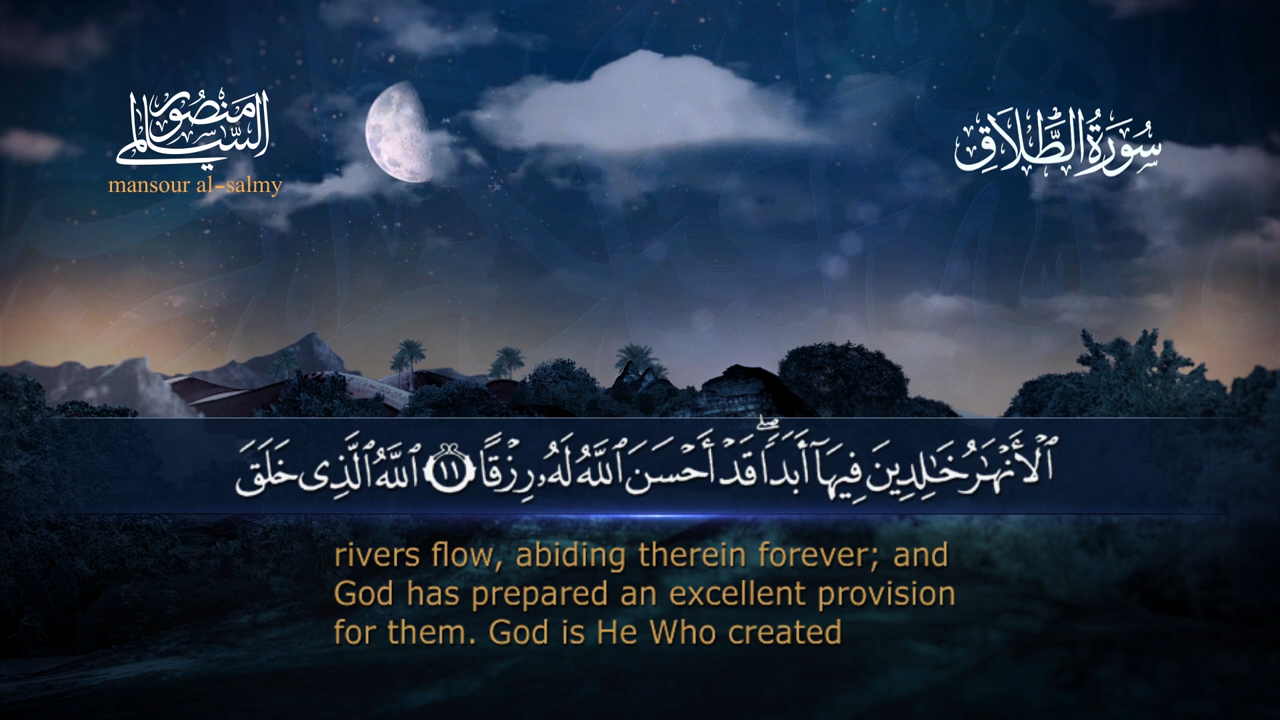 منصور السالمي
mansour al-salmy
سُورَةُ الطَّلَاقِ
ٱلْأَنْهَٰرُ خَٰلِدِينَ فِيهَآ أَبَدًۭا ۖ قَدْ أَحْسَنَ ٱللَّهُ لَهُۥ رِزْقًا ١١ ٱللَّهُ ٱلَّذِى خَلَقَ
rivers flow, abiding therein forever; and
God has prepared an excellent provision
for them. God is He Who created